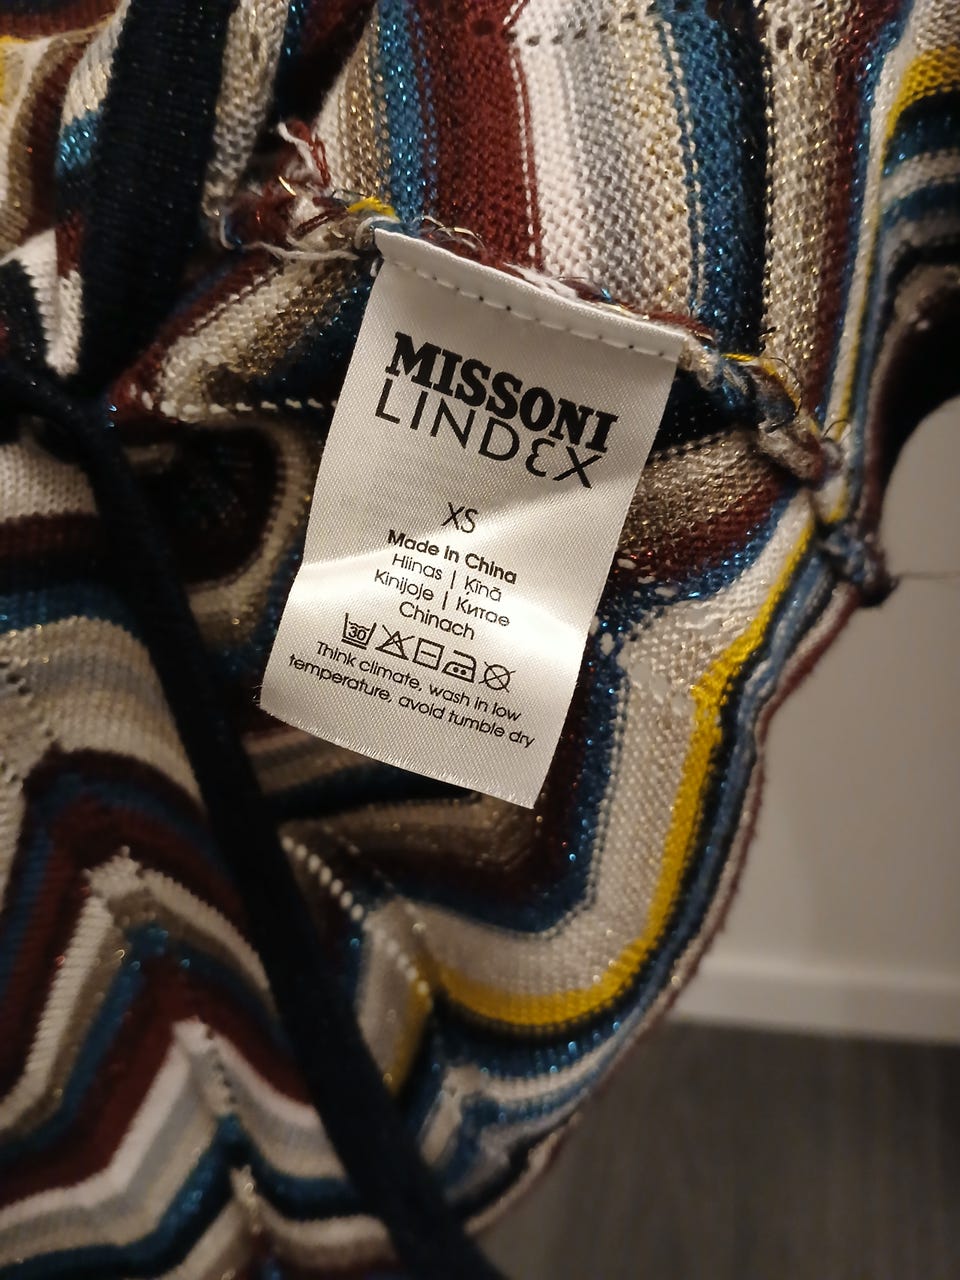 MISSONI
LINDEX
XS
Made in China
Hiinas | Ķīnā
Kinijoje | Китае
Chinach
30
Think climate, wash in low
temperature, avoid tumble dry